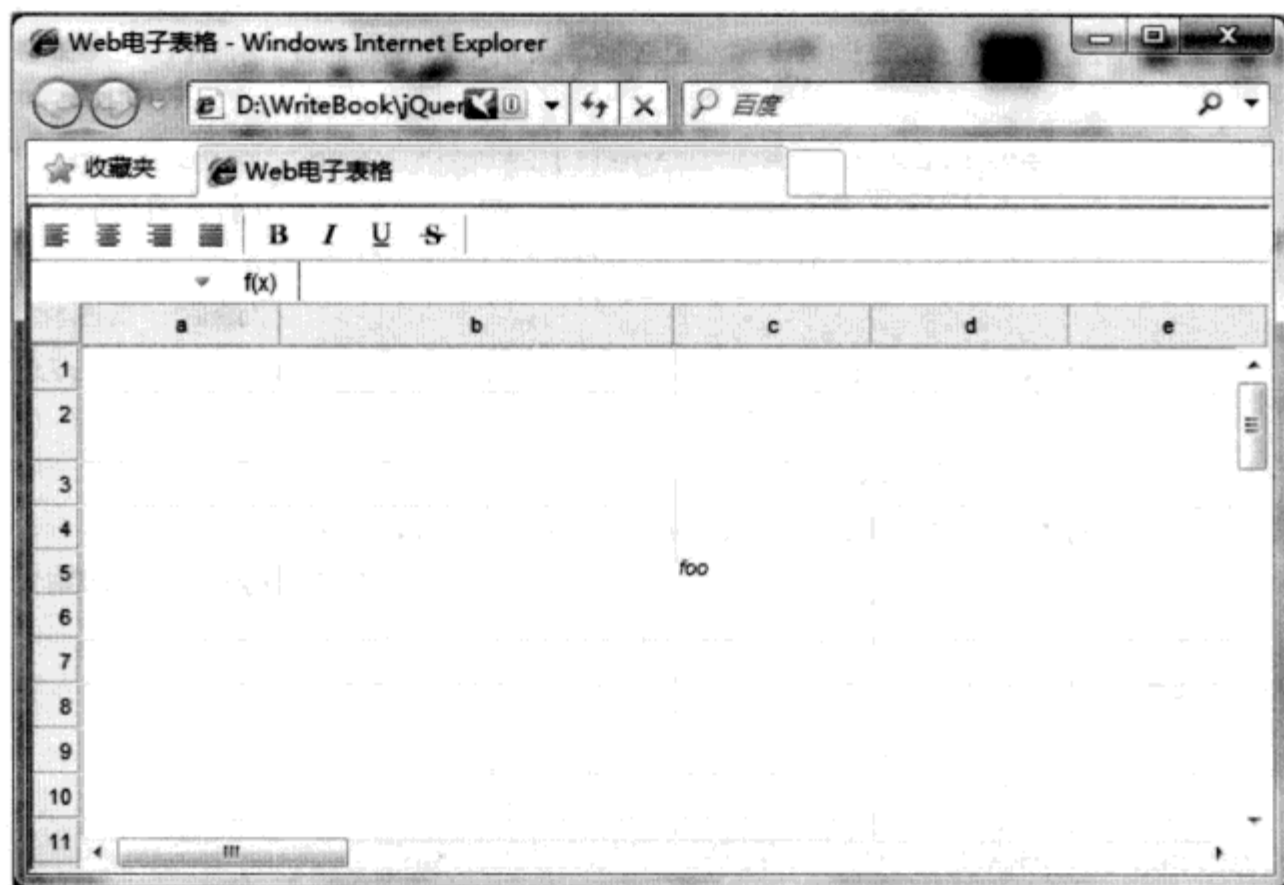 Web电子表格 - Windows Internet Explorer
D:\WriteBook\jQuer
百度
收藏夹
Web电子表格
B I U S
f(x)
a b c d e
1
2
3
4
5 foo
6
7
8
9
10
11